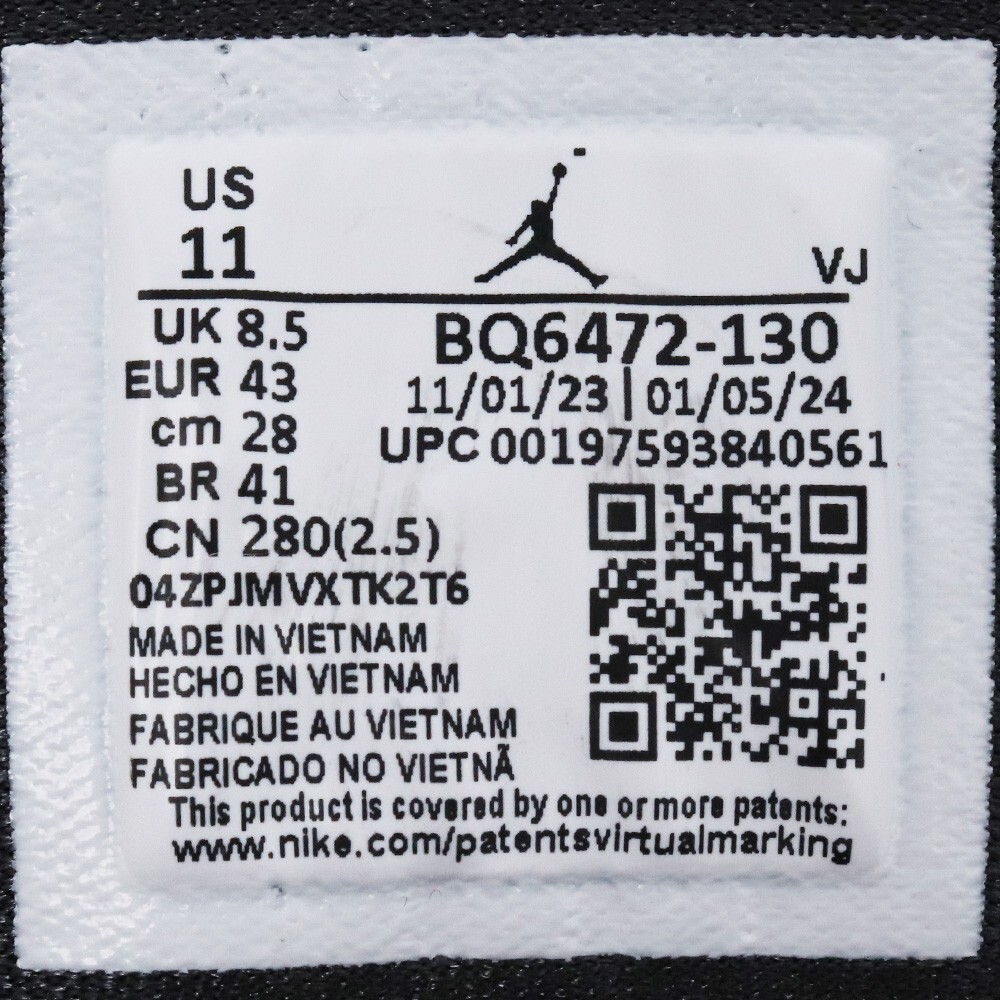 US
11
VJ
UK 8.5
BQ6472-130
EUR 43
11/01/23 | 01/05/24
cm 28
UPC 00197593840561
BR 41
CN 280(2.5)
04ZPJMVXTK2T6
MADE IN VIETNAM
HECHO EN VIETNAM
FABRIQUE AU VIETNAM
FABRICADO NO VIETNÃ
This product is covered by one or more patents:
www.nike.com/patentsvirtualmarking